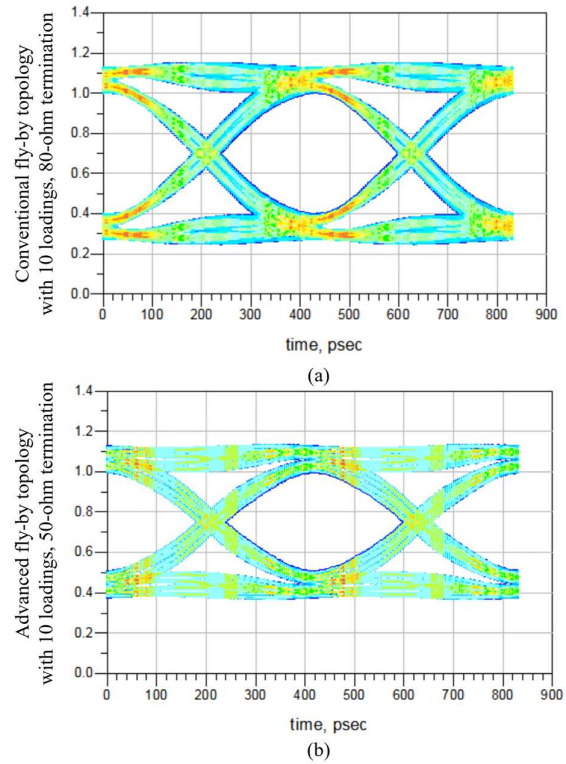 Conventional fly-by topology
with 10 loadings, 80-ohm termination
1.4
1.2
1.0
0.8
0.6
0.4
0.2
0.0
0 100 200 300 400 500 600 700 800 900
time, psec
(a)
Advanced fly-by topology
with 10 loadings, 50-ohm termination
1.4
1.2
1.0
0.8
0.6
0.4
0.2
0.0
0 100 200 300 400 500 600 700 800 900
time, psec
(b)